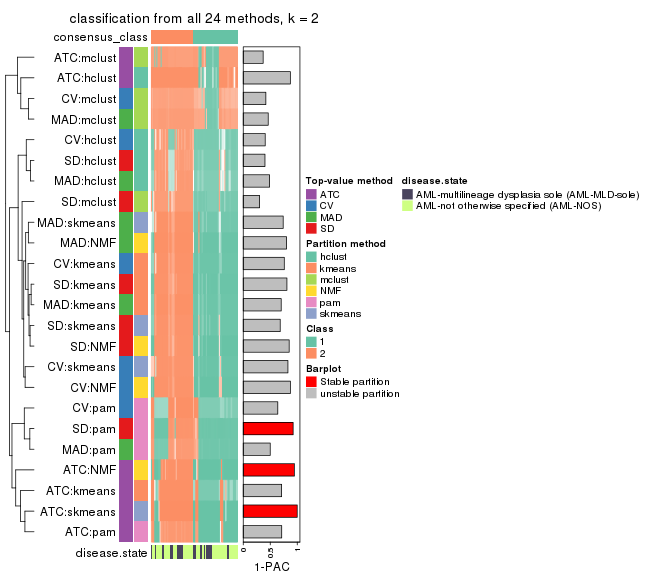 classification from all 24 methods, k = 2
consensus_class
ATC:mclust
ATC:hclust
CV:mclust
MAD:mclust
CV:hclust
SD:hclust
MAD:hclust
SD:mclust
MAD:skmeans
MAD:NMF
CV:kmeans
SD:kmeans
MAD:kmeans
SD:skmeans
SD:NMF
CV:skmeans
CV:NMF
CV:pam
SD:pam
MAD:pam
ATC:NMF
ATC:kmeans
ATC:skmeans
ATC:pam
disease.state
0
0.5
1
1-PAC
Top-value method
ATC
CV
MAD
SD
Partition method
hclust
kmeans
mclust
NMF
pam
skmeans
Class
1
2
Barplot
Stable partition
unstable partition
disease.state
AML-multilineage dysplasia sole (AML-MLD-sole)
AML-not otherwise specified (AML-NOS)